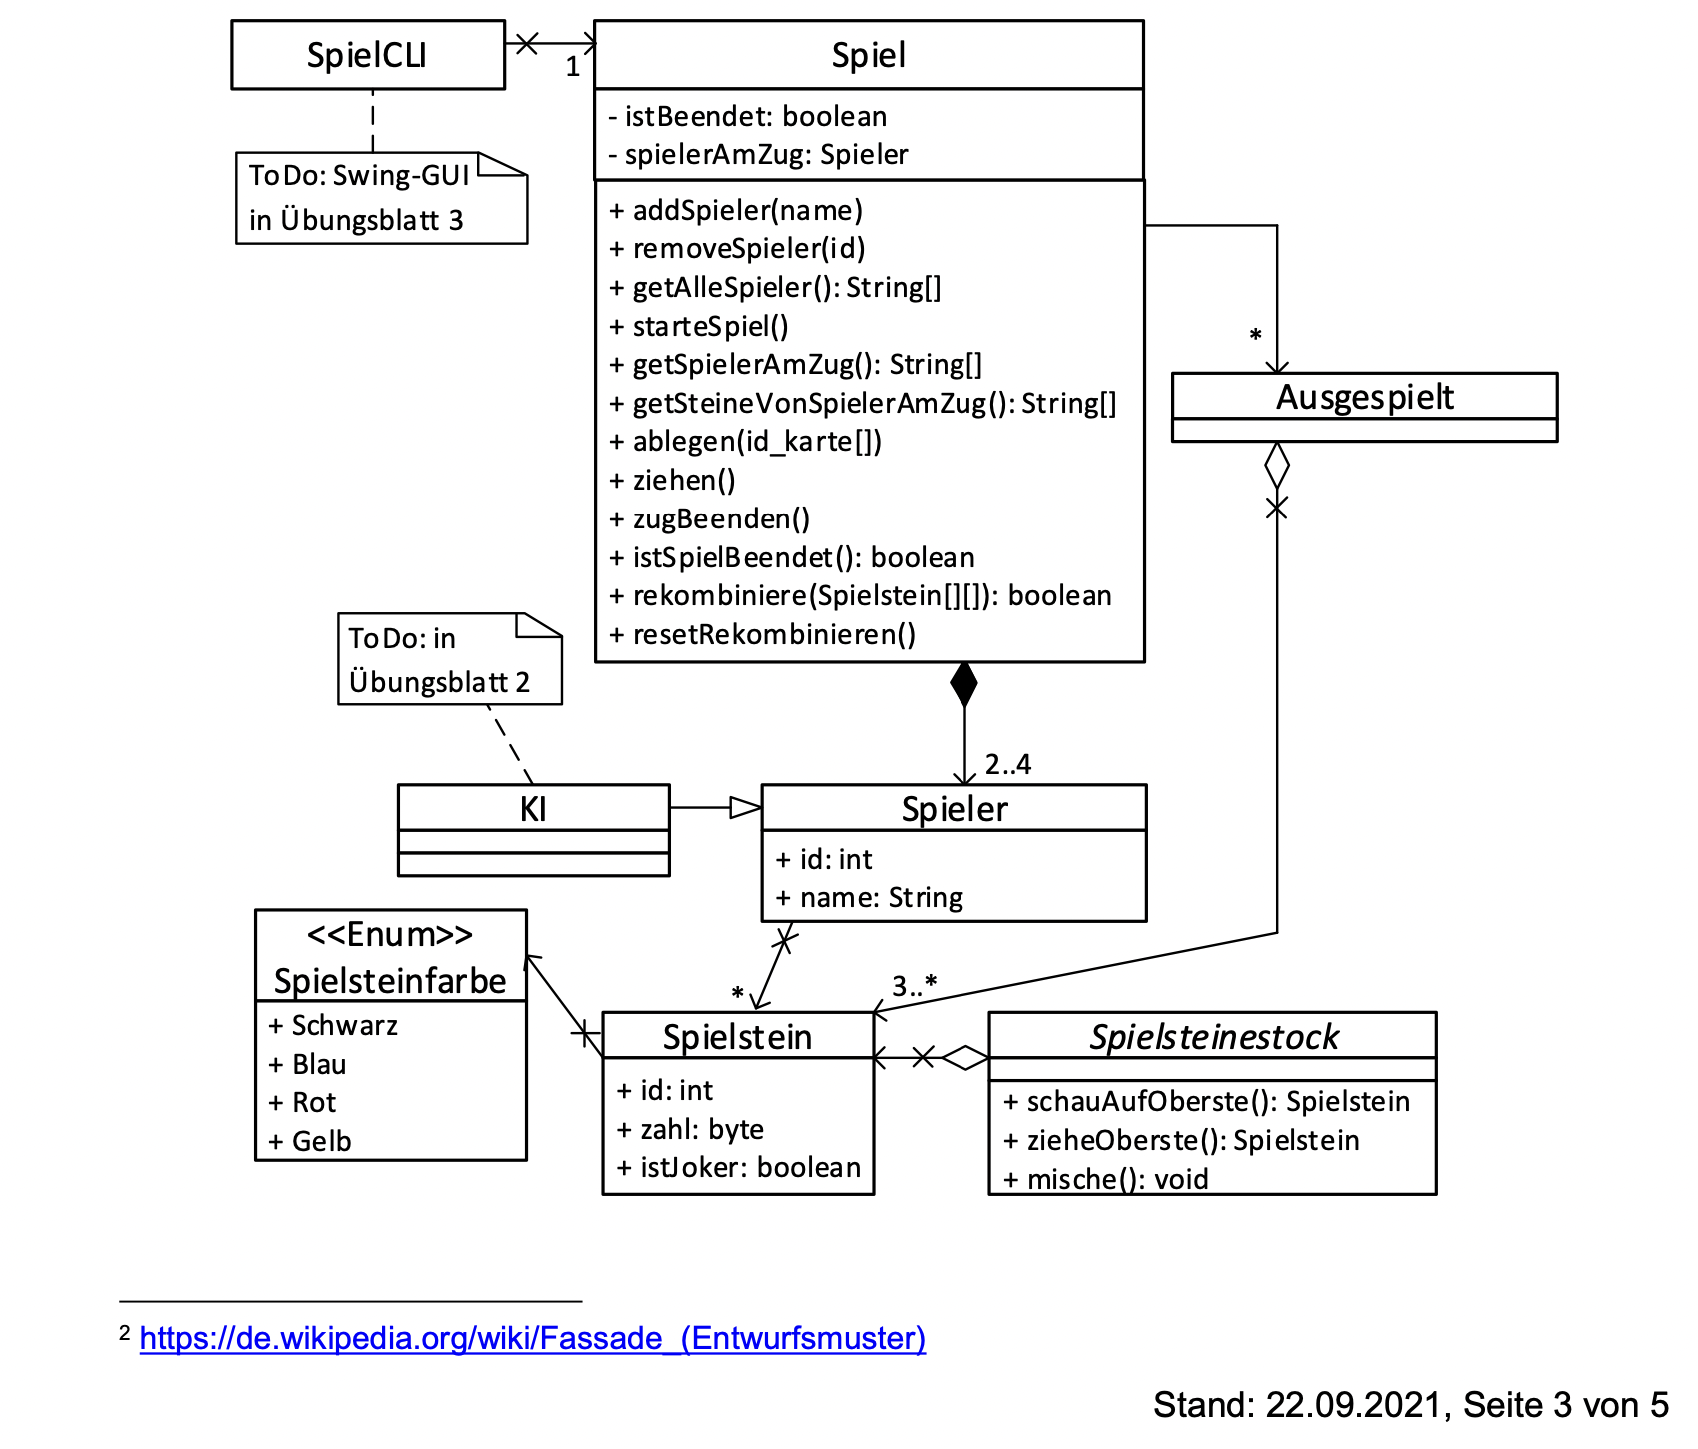 SpielCLI
1
Spiel
- istBeendet: boolean
- spielerAmZug: Spieler
ToDo: Swing-GUI
in Übungsblatt 3
+ addSpieler(name)
+ removeSpieler(id)
+ getAlleSpieler(): String[]
+ starteSpiel()
+ getSpielerAmZug(): String[]
+ getSteineVonSpielerAmZug(): String[]
+ ablegen(id_karte[])
+ ziehen()
+ zugBeenden()
+ istSpielBeendet(): boolean
+ rekombiniere(Spielstein[][]): boolean
+ resetRekombinieren()
*
Ausgespielt
ToDo: in
Übungsblatt 2
2..4
KI
Spieler
+ id: int
+ name: String
<<Enum>>
Spielsteinfarbe
+ Schwarz
+ Blau
+ Rot
+ Gelb
*
3..*
Spielstein
+ id: int
+ zahl: byte
+ istJoker: boolean
Spielsteinestock
+ schauAufOberste(): Spielstein
+ zieheOberste(): Spielstein
+ mische(): void
2 https://de.wikipedia.org/wiki/Fassade_(Entwurfsmuster)
Stand: 22.09.2021, Seite 3 von 5